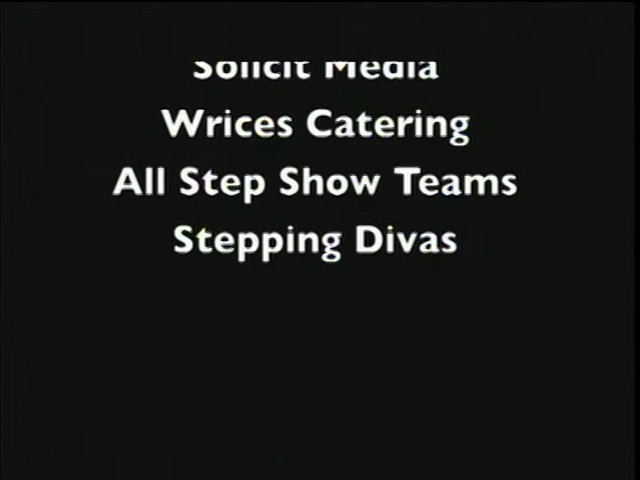 Solicit Media
Wrices Catering
All Step Show Teams
Stepping Divas